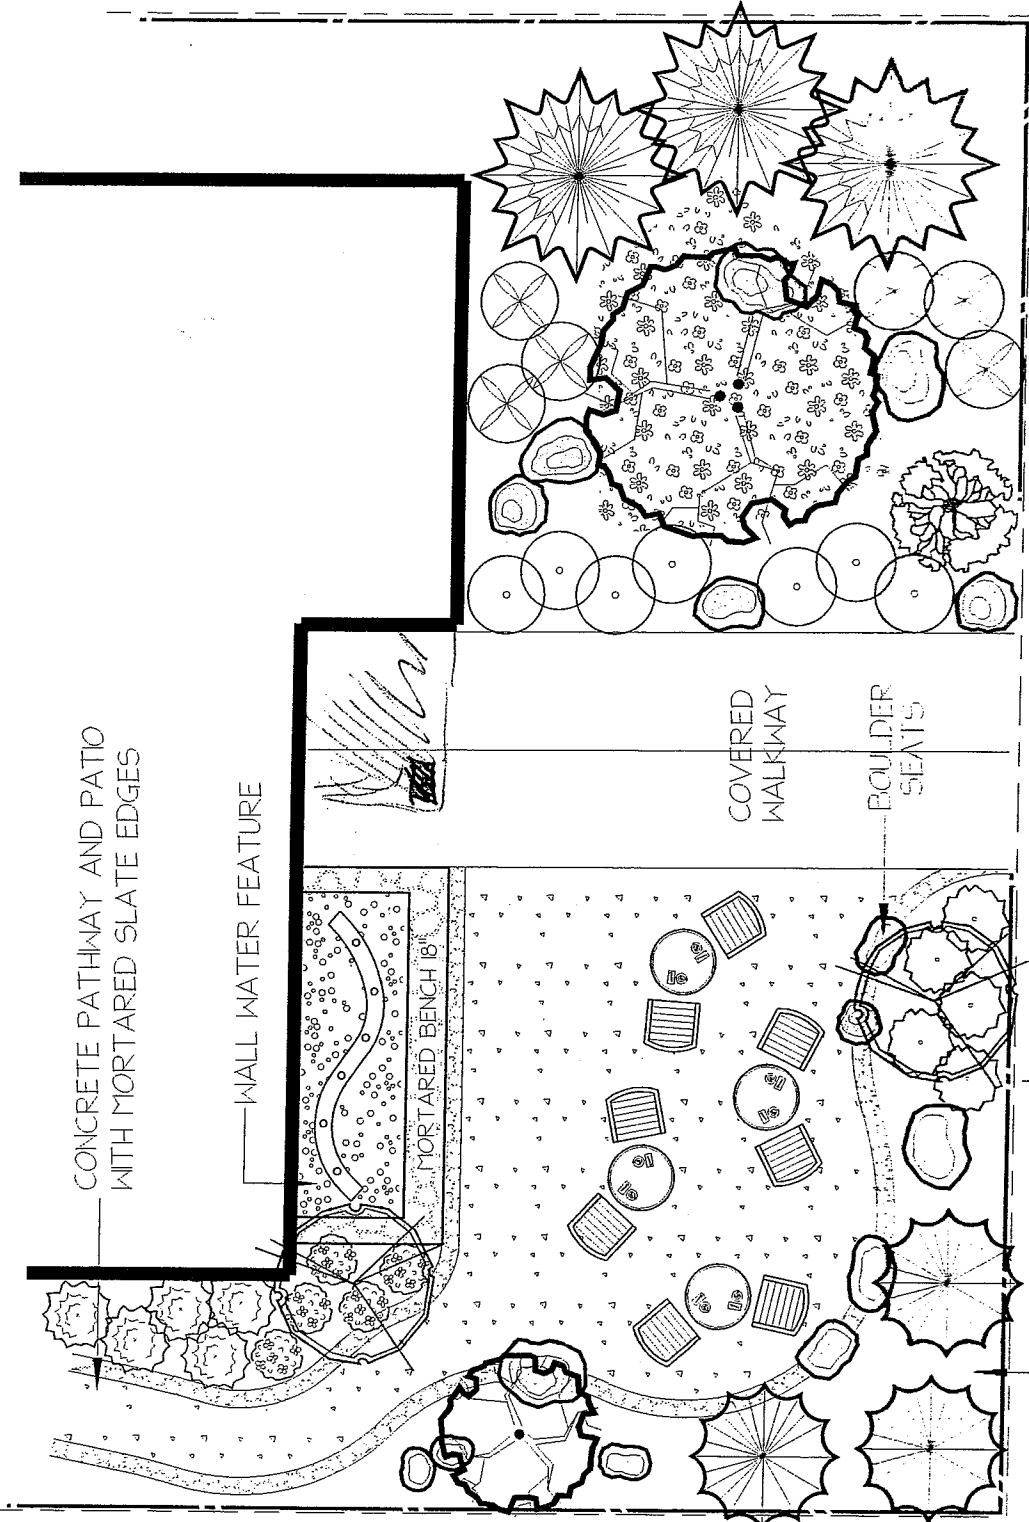 CONCRETE PATHWAY AND PATIO
WITH MORTARED SLATE EDGES
WALL WATER FEATURE
MORTARED BENCH 18"
COVERED
WALKWAY
BOULDER
SEATS